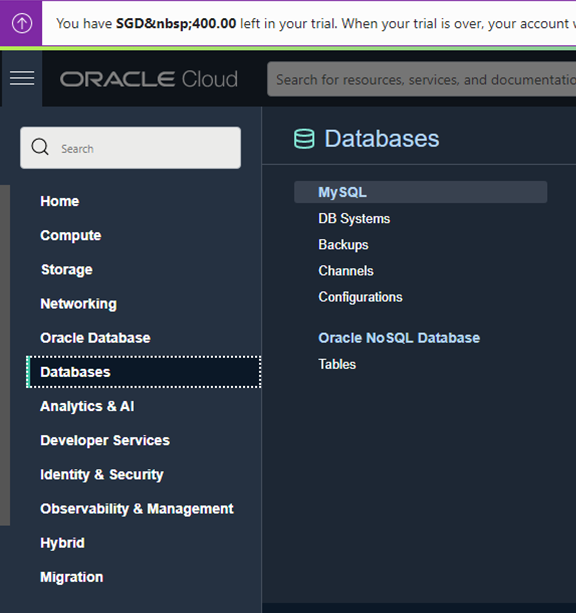 You have SGD&nbsp;400.00 left in your trial. When your trial is over, your account
ORACLE Cloud
Search for resources, services, and documentation
Search
Home
Compute
Storage
Networking
Oracle Database
Databases
Analytics & AI
Developer Services
Identity & Security
Observability & Management
Hybrid
Migration
Databases
MySQL
DB Systems
Backups
Channels
Configurations
Oracle NoSQL Database
Tables